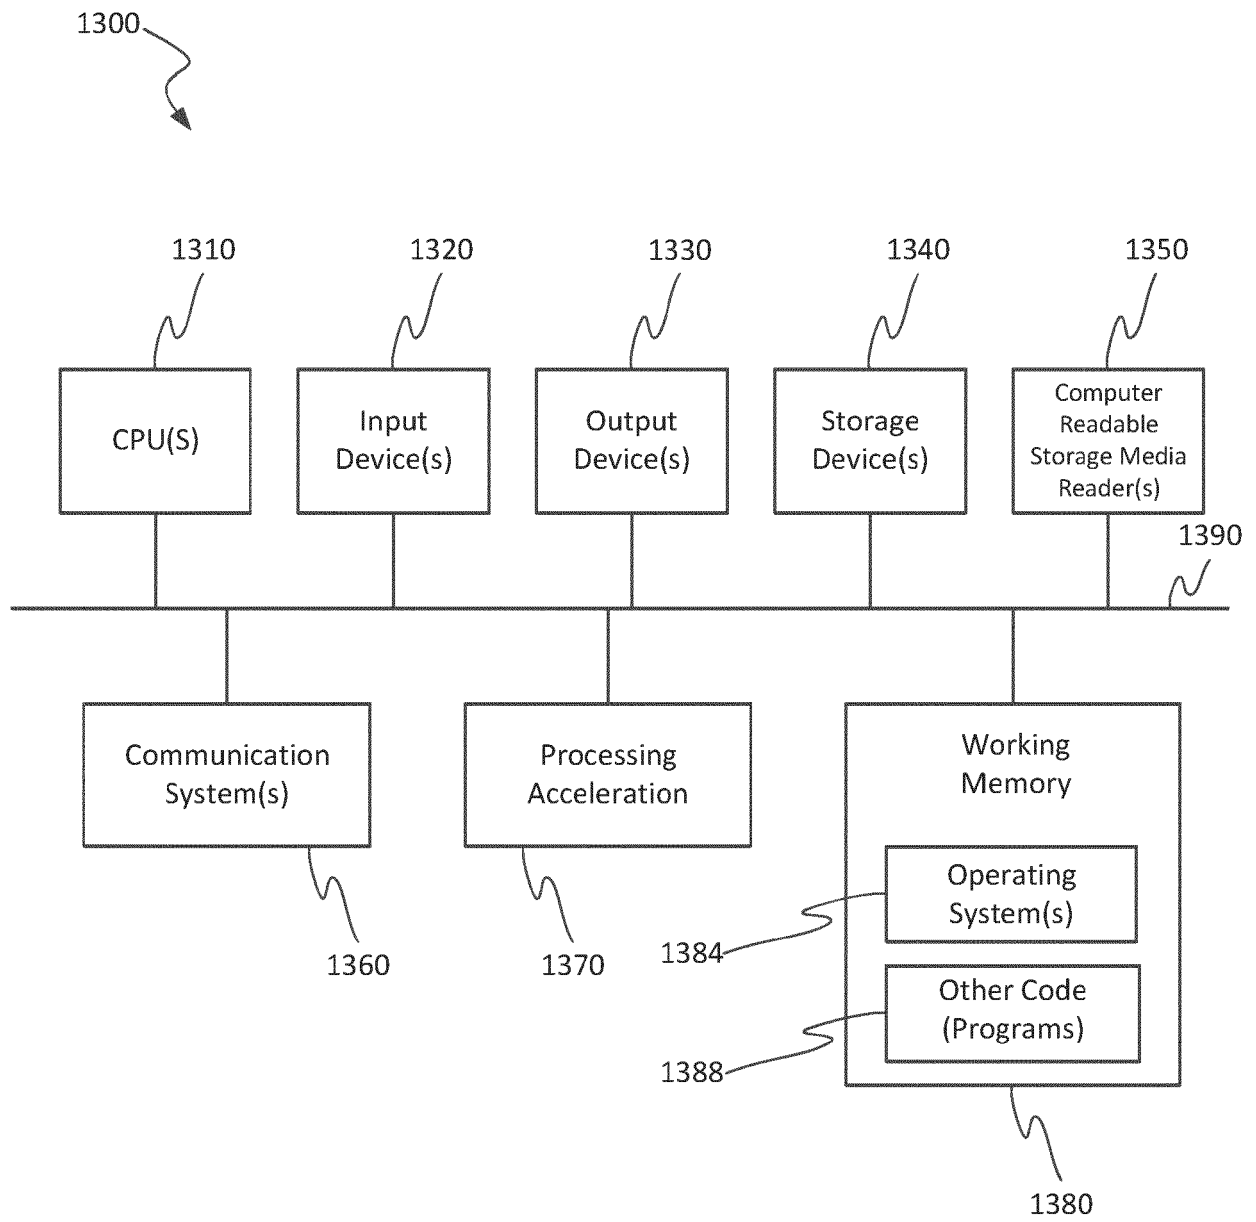 1300
1310
1320
1330
1340
1350
CPU(S)
Input
Device(s)
Output
Device(s)
Storage
Device(s)
Computer
Readable
Storage Media
Reader(s)
1390
Communication
System(s)
Processing
Acceleration
Working
Memory
Operating
System(s)
1384
1360
1370
Other Code
(Programs)
1388
1380